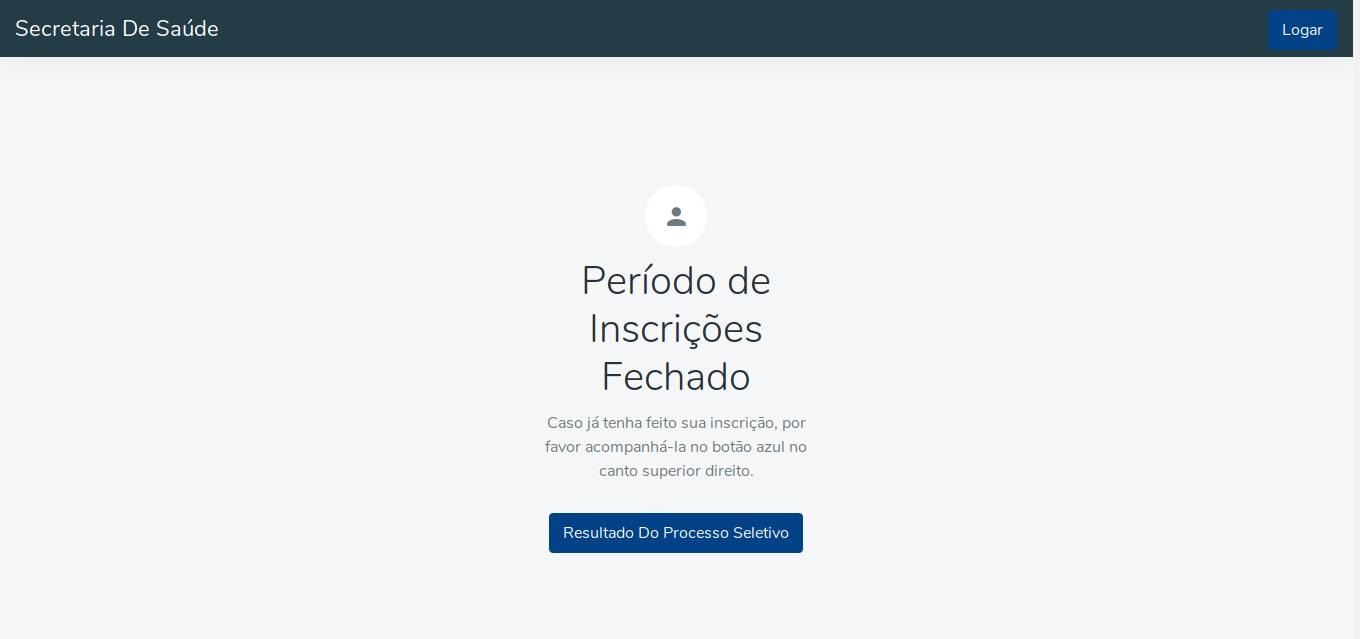 Secretaria De Saúde
Logar
Período de
Inscrições
Fechado
Caso já tenha feito sua inscrição, por
favor acompanhá-la no botão azul no
canto superior direito.
Resultado Do Processo Seletivo